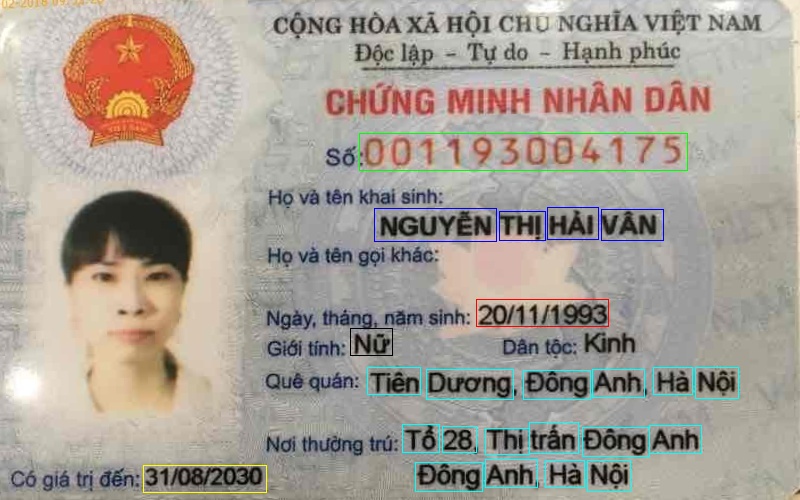 CỘNG HÒA XÃ HỘI CHỦ NGHĨA VIỆT NAM
Độc lập - Tự do - Hạnh phúc
CHỨNG MINH NHÂN DÂN
Số: 001193004175
Họ và tên khai sinh:
NGUYỄN THỊ HẢI VÂN
Họ và tên gọi khác:
Ngày, tháng, năm sinh: 20/11/1993
Giới tính: Nữ Dân tộc: Kinh
Quê quán: Tiên Dương, Đông Anh, Hà Nội
Nơi thường trú: Tổ 28, Thị trấn Đông Anh
Đông Anh, Hà Nội
Có giá trị đến: 31/08/2030